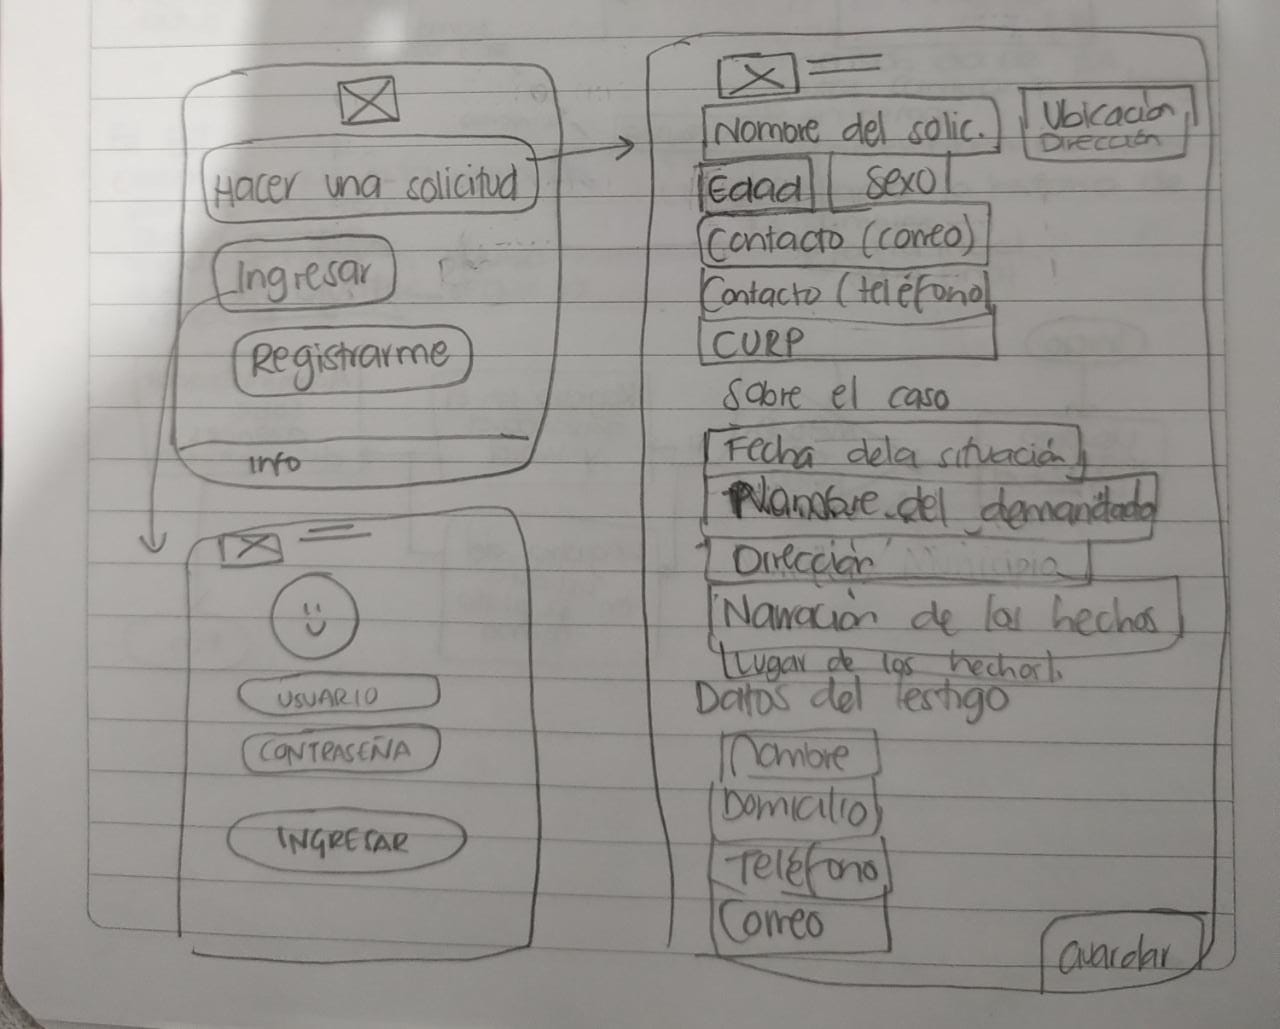 Hacer una solicitud
Ingresar
Registrarme
info
USUARIO
CONTRASEÑA
INGRESAR
Nombre del solic.
Ubicación
Dirección
Edad
Sexo
Contacto (correo)
Contacto (teléfono)
CURP
Sobre el caso
Fecha dela situación
Nombre del demandado
Dirección Municipio
Narración de los hechos
Lugar de los hechos
Datos del testigo
Nombre
Domicilio
Teléfono
Correo
Guardar